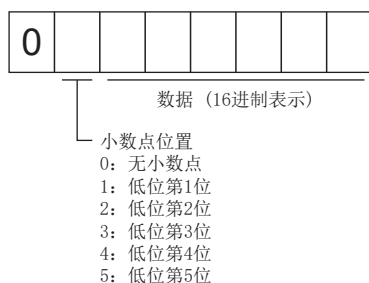 0
数据 (16进制表示)
小数点位置
0: 无小数点
1: 低位第1位
2: 低位第2位
3: 低位第3位
4: 低位第4位
5: 低位第5位